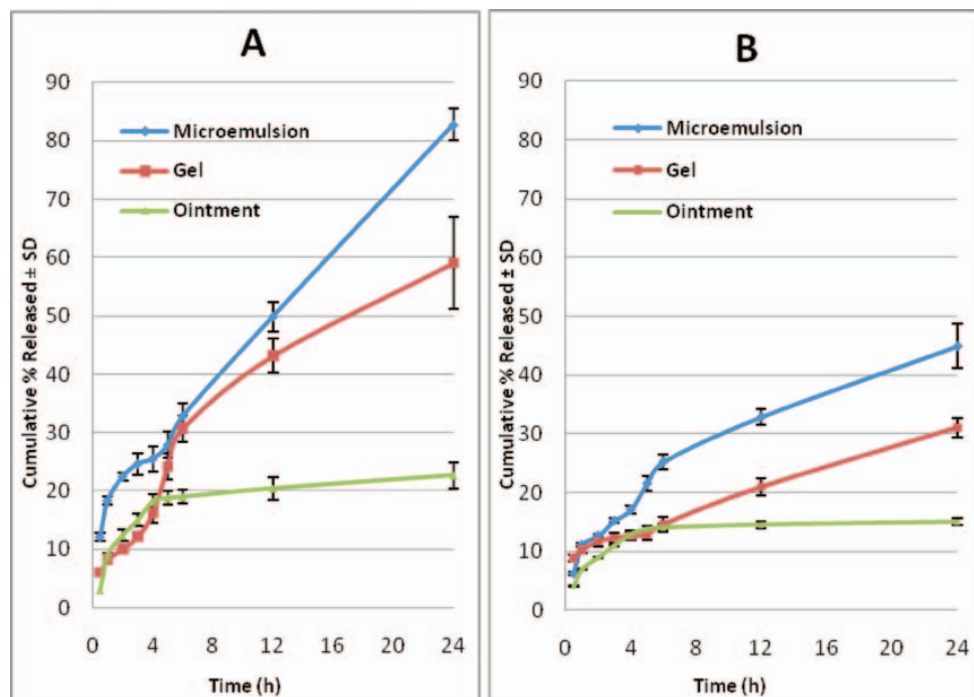 A
Cumulative % Released ± SD
90
80
70
60
50
40
30
20
10
0
Microemulsion
Gel
Ointment
0 4 8 12 16 20 24
Time (h)
B
Cumulative % Released ± SD
90
80
70
60
50
40
30
20
10
0
Microemulsion
Gel
Ointment
0 4 8 12 16 20 24
Time (h)